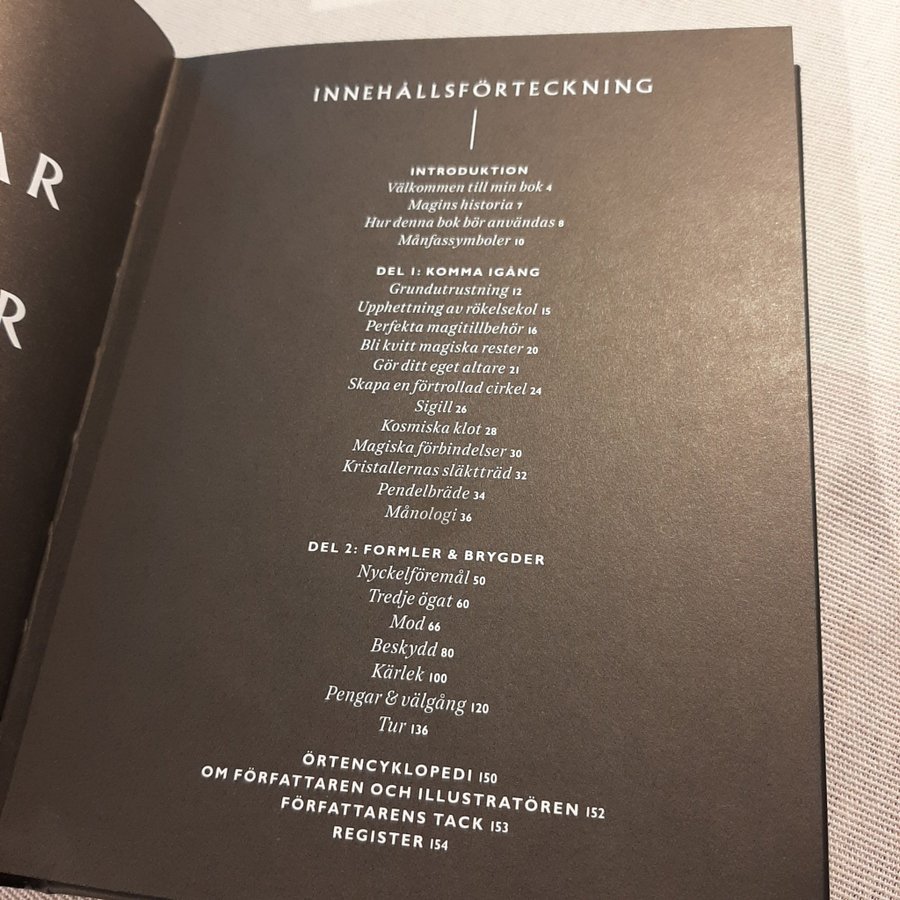 AR
R
INNEHÅLLSFÖRTECKNING
INTRODUKTION
Välkommen till min bok 4
Magins historia 7
Hur denna bok bör användas 8
Månfassymboler 10
DEL 1: KOMMA IGÅNG
Grundutrustning 12
Upphettning av rökelsekol 15
Perfekta magitillbehör 16
Bli kvitt magiska rester 20
Gör ditt eget altare 21
Skapa en förtrollad cirkel 24
Sigill 26
Kosmiska klot 28
Magiska förbindelser 30
Kristallernas släktträd 32
Pendelbräde 34
Månologi 36
DEL 2: FORMLER & BRYGDER
Nyckelföremål 50
Tredje ögat 60
Mod 66
Beskydd 80
Kärlek 100
Pengar & välgång 120
Tur 136
ÖRTENCYKLOPEDI 150
OM FÖRFATTAREN OCH ILLUSTRATÖREN 152
FÖRFATTARENS TACK 153
REGISTER 154